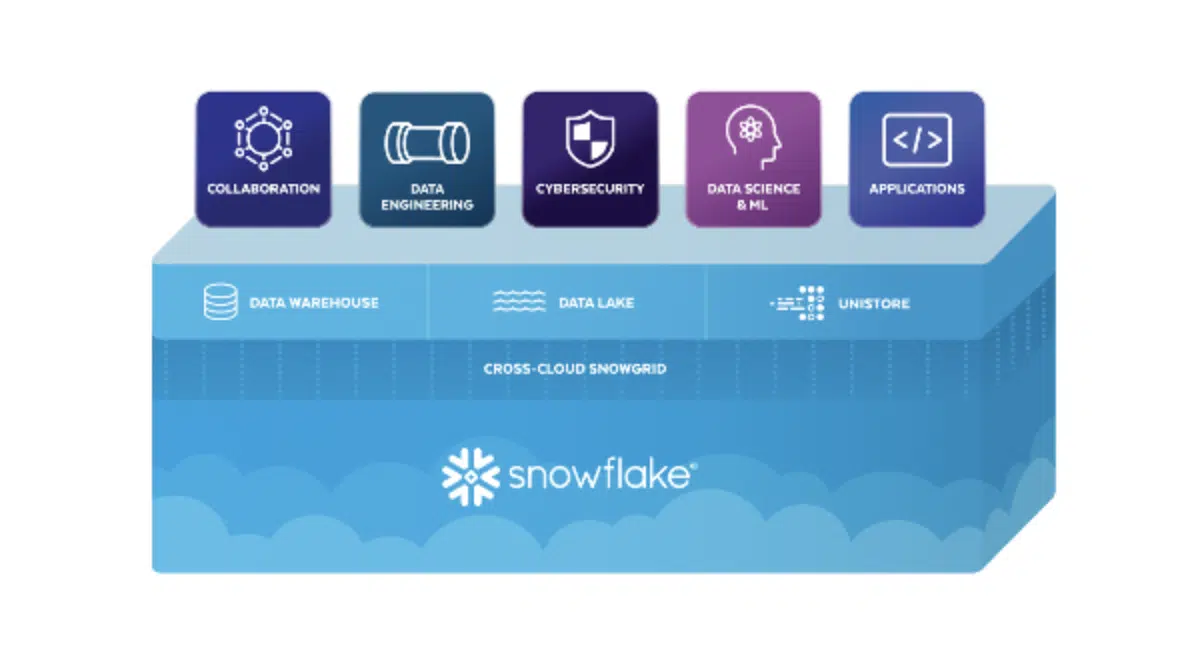 COLLABORATION
DATA
ENGINEERING
CYBERSECURITY
DATA SCIENCE
& ML
APPLICATIONS
DATA WAREHOUSE
DATA LAKE
UNISTORE
CROSS-CLOUD SNOWGRID
snowflake®